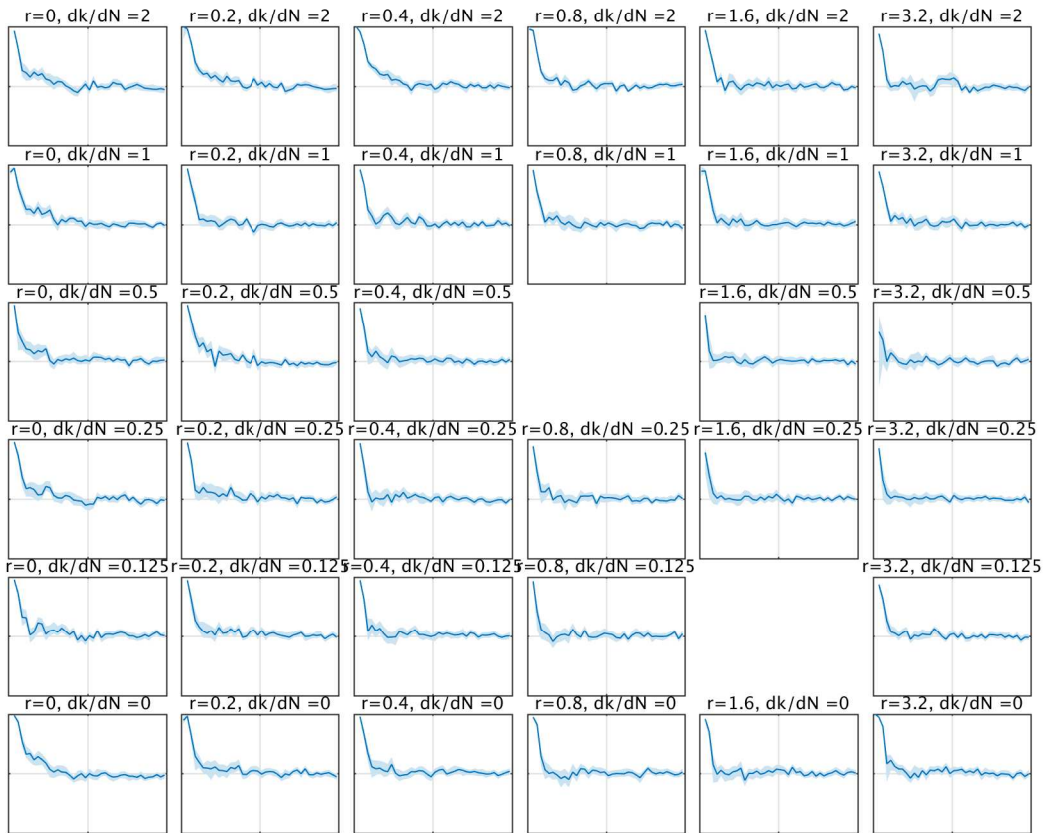 r=0, dk/dN =2
r=0.2, dk/dN =2
r=0.4, dk/dN =2
r=0.8, dk/dN =2
r=1.6, dk/dN =2
r=3.2, dk/dN =2
r=0, dk/dN =1
r=0.2, dk/dN =1
r=0.4, dk/dN =1
r=0.8, dk/dN =1
r=1.6, dk/dN =1
r=3.2, dk/dN =1
r=0, dk/dN =0.5
r=0.2, dk/dN =0.5
r=0.4, dk/dN =0.5
r=1.6, dk/dN =0.5
r=3.2, dk/dN =0.5
r=0, dk/dN =0.25
r=0.2, dk/dN =0.25
r=0.4, dk/dN =0.25
r=0.8, dk/dN =0.25
r=1.6, dk/dN =0.25
r=3.2, dk/dN =0.25
r=0, dk/dN =0.125
r=0.2, dk/dN =0.125
r=0.4, dk/dN =0.125
r=0.8, dk/dN =0.125
r=3.2, dk/dN =0.125
r=0, dk/dN =0
r=0.2, dk/dN =0
r=0.4, dk/dN =0
r=0.8, dk/dN =0
r=1.6, dk/dN =0
r=3.2, dk/dN =0